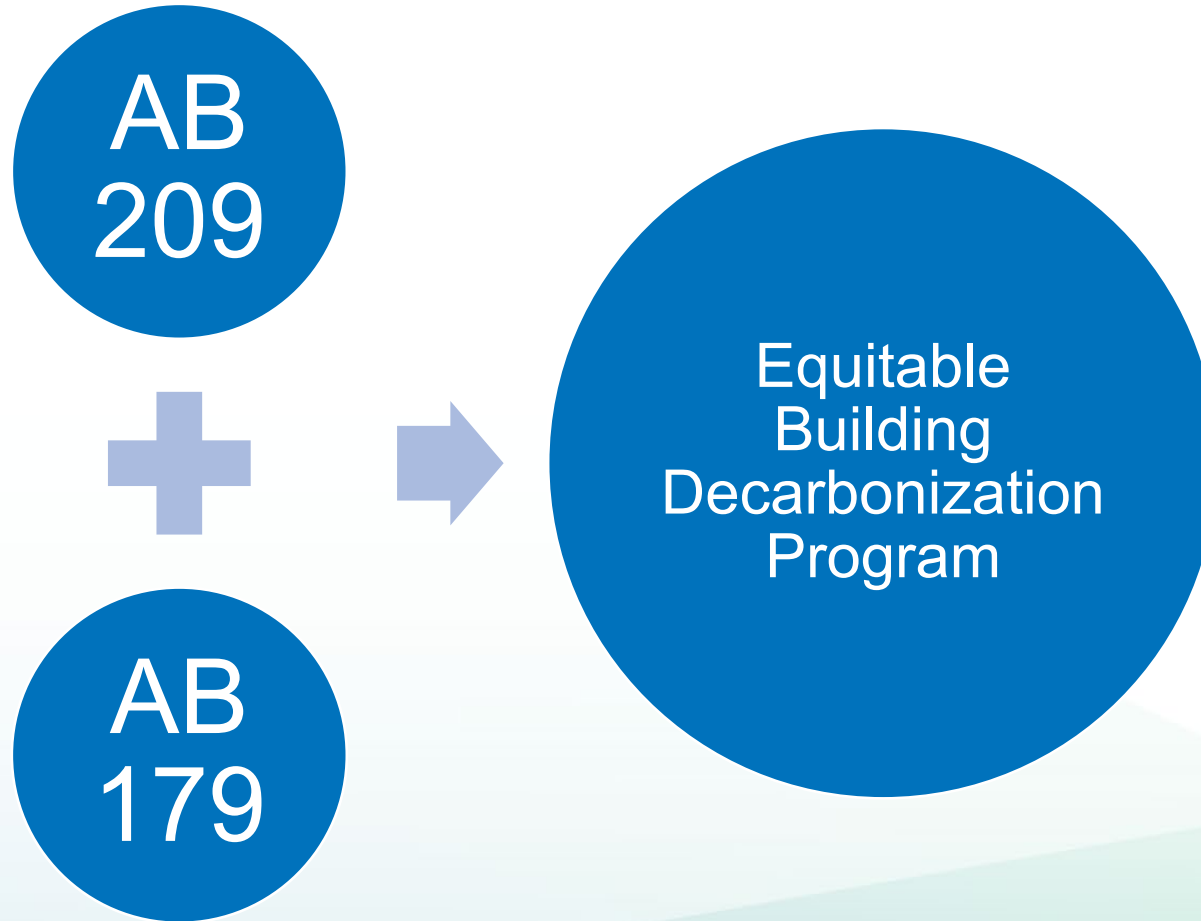 AB
209
AB
179
Equitable
Building
Decarbonization
Program